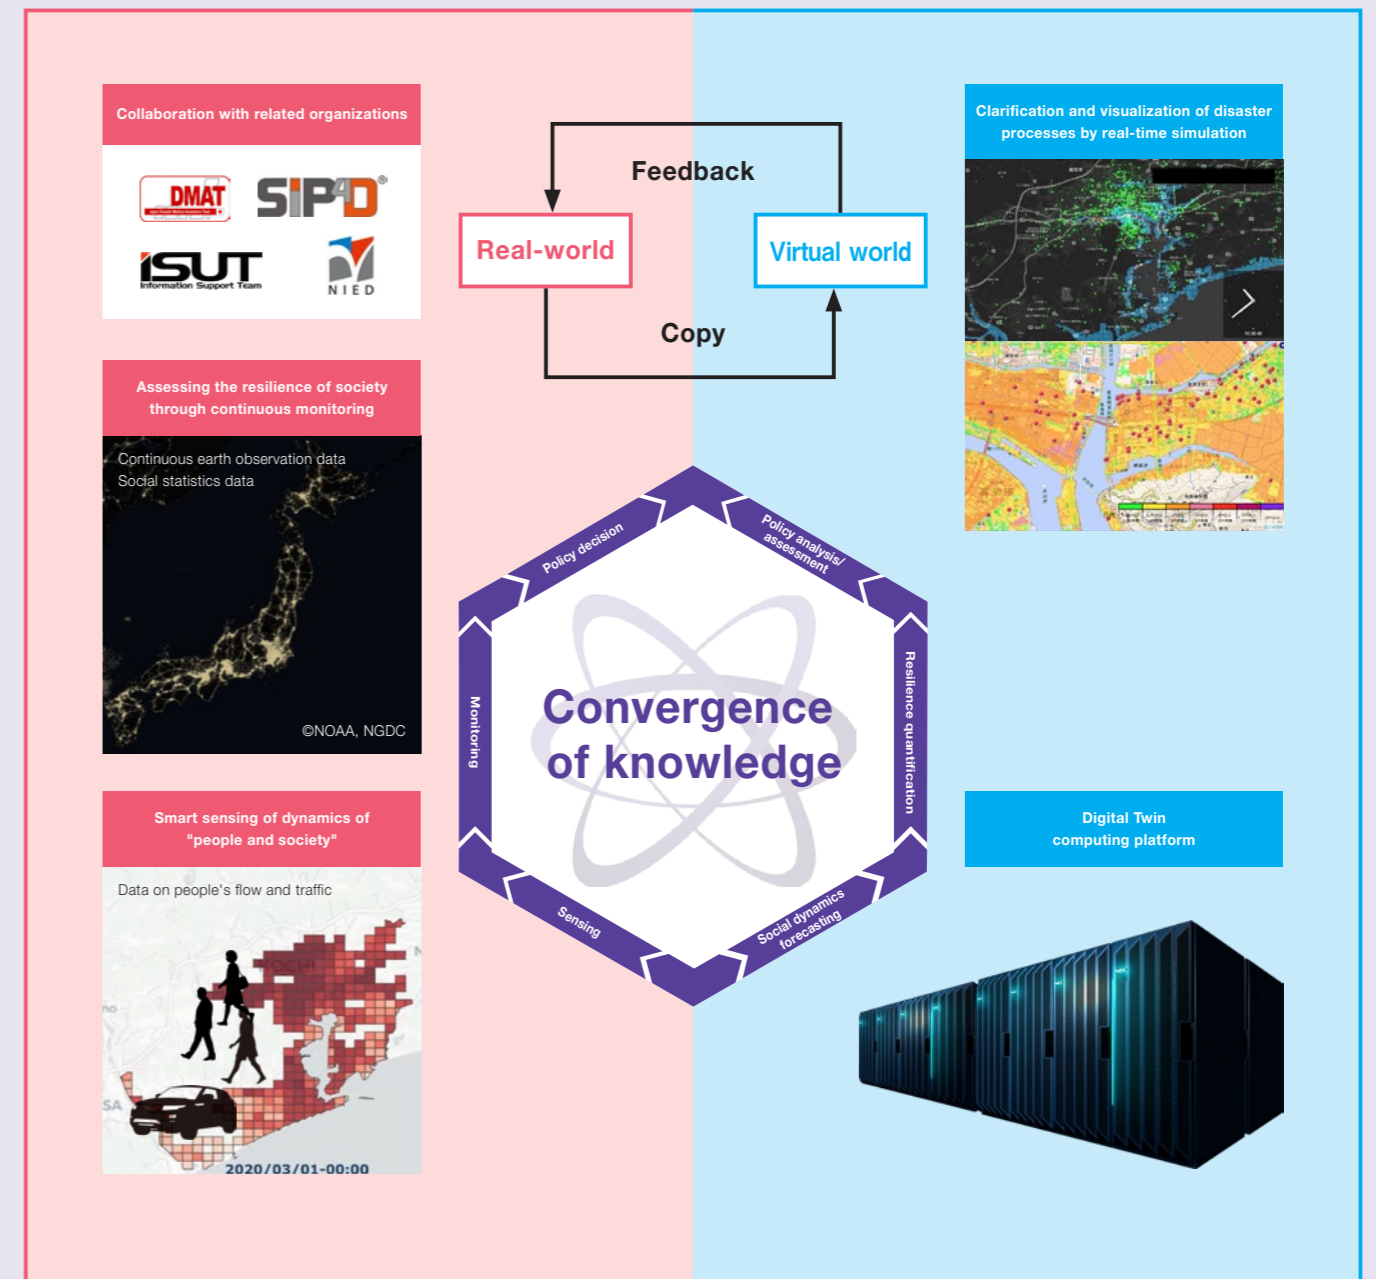 Collaboration with related organizations
DMAT
SIP4D®
ISUT
Information Support Team
NIED
Feedback
Real-world
Virtual world
Copy
Clarification and visualization of disaster
processes by real-time simulation
Assessing the resilience of society
through continuous monitoring
Continuous earth observation data
Social statistics data
©NOAA, NGDC
Policy decision
Policy analysis/
assessment
Monitoring
Resilience quantification
Convergence
of knowledge
Sensing
Social dynamics
forecasting
Smart sensing of dynamics of
"people and society"
Data on people's flow and traffic
KOCHI
SA
2020/03/01-00:00
Digital Twin
computing platform